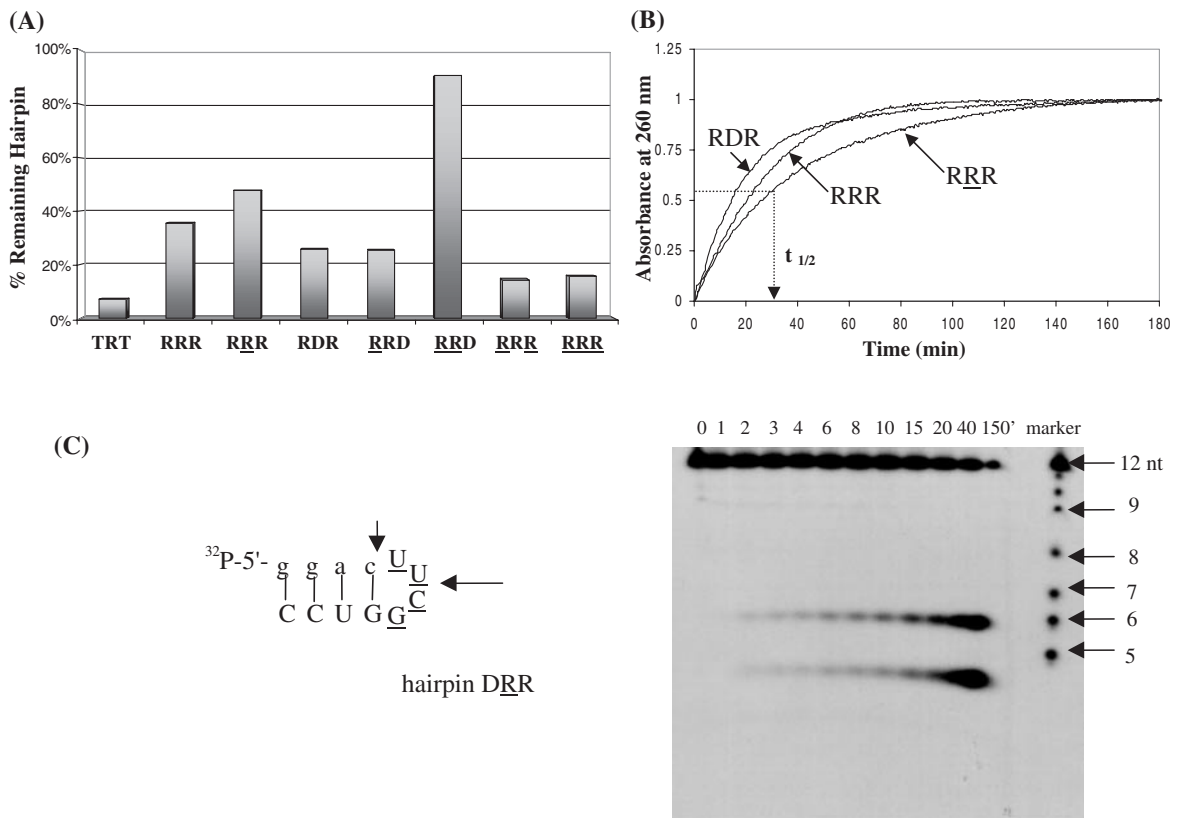 (A)
% Remaining Hairpin
100%
80%
60%
40%
20%
0%
TRT RRR RRR RDR RRD RRD RRR RRR
(B)
Absorbance at 260 nm
1.25
1
0.75
0.5
0.25
0
RDR
RRR
RRR
t 1/2
0 20 40 60 80 100 120 140 160 180
Time (min)
(C)
32P-5'- g g a c U
U
C
C C U G G
hairpin DRR
0 1 2 3 4 6 8 10 15 20 40 150' marker
12 nt
9
8
7
6
5